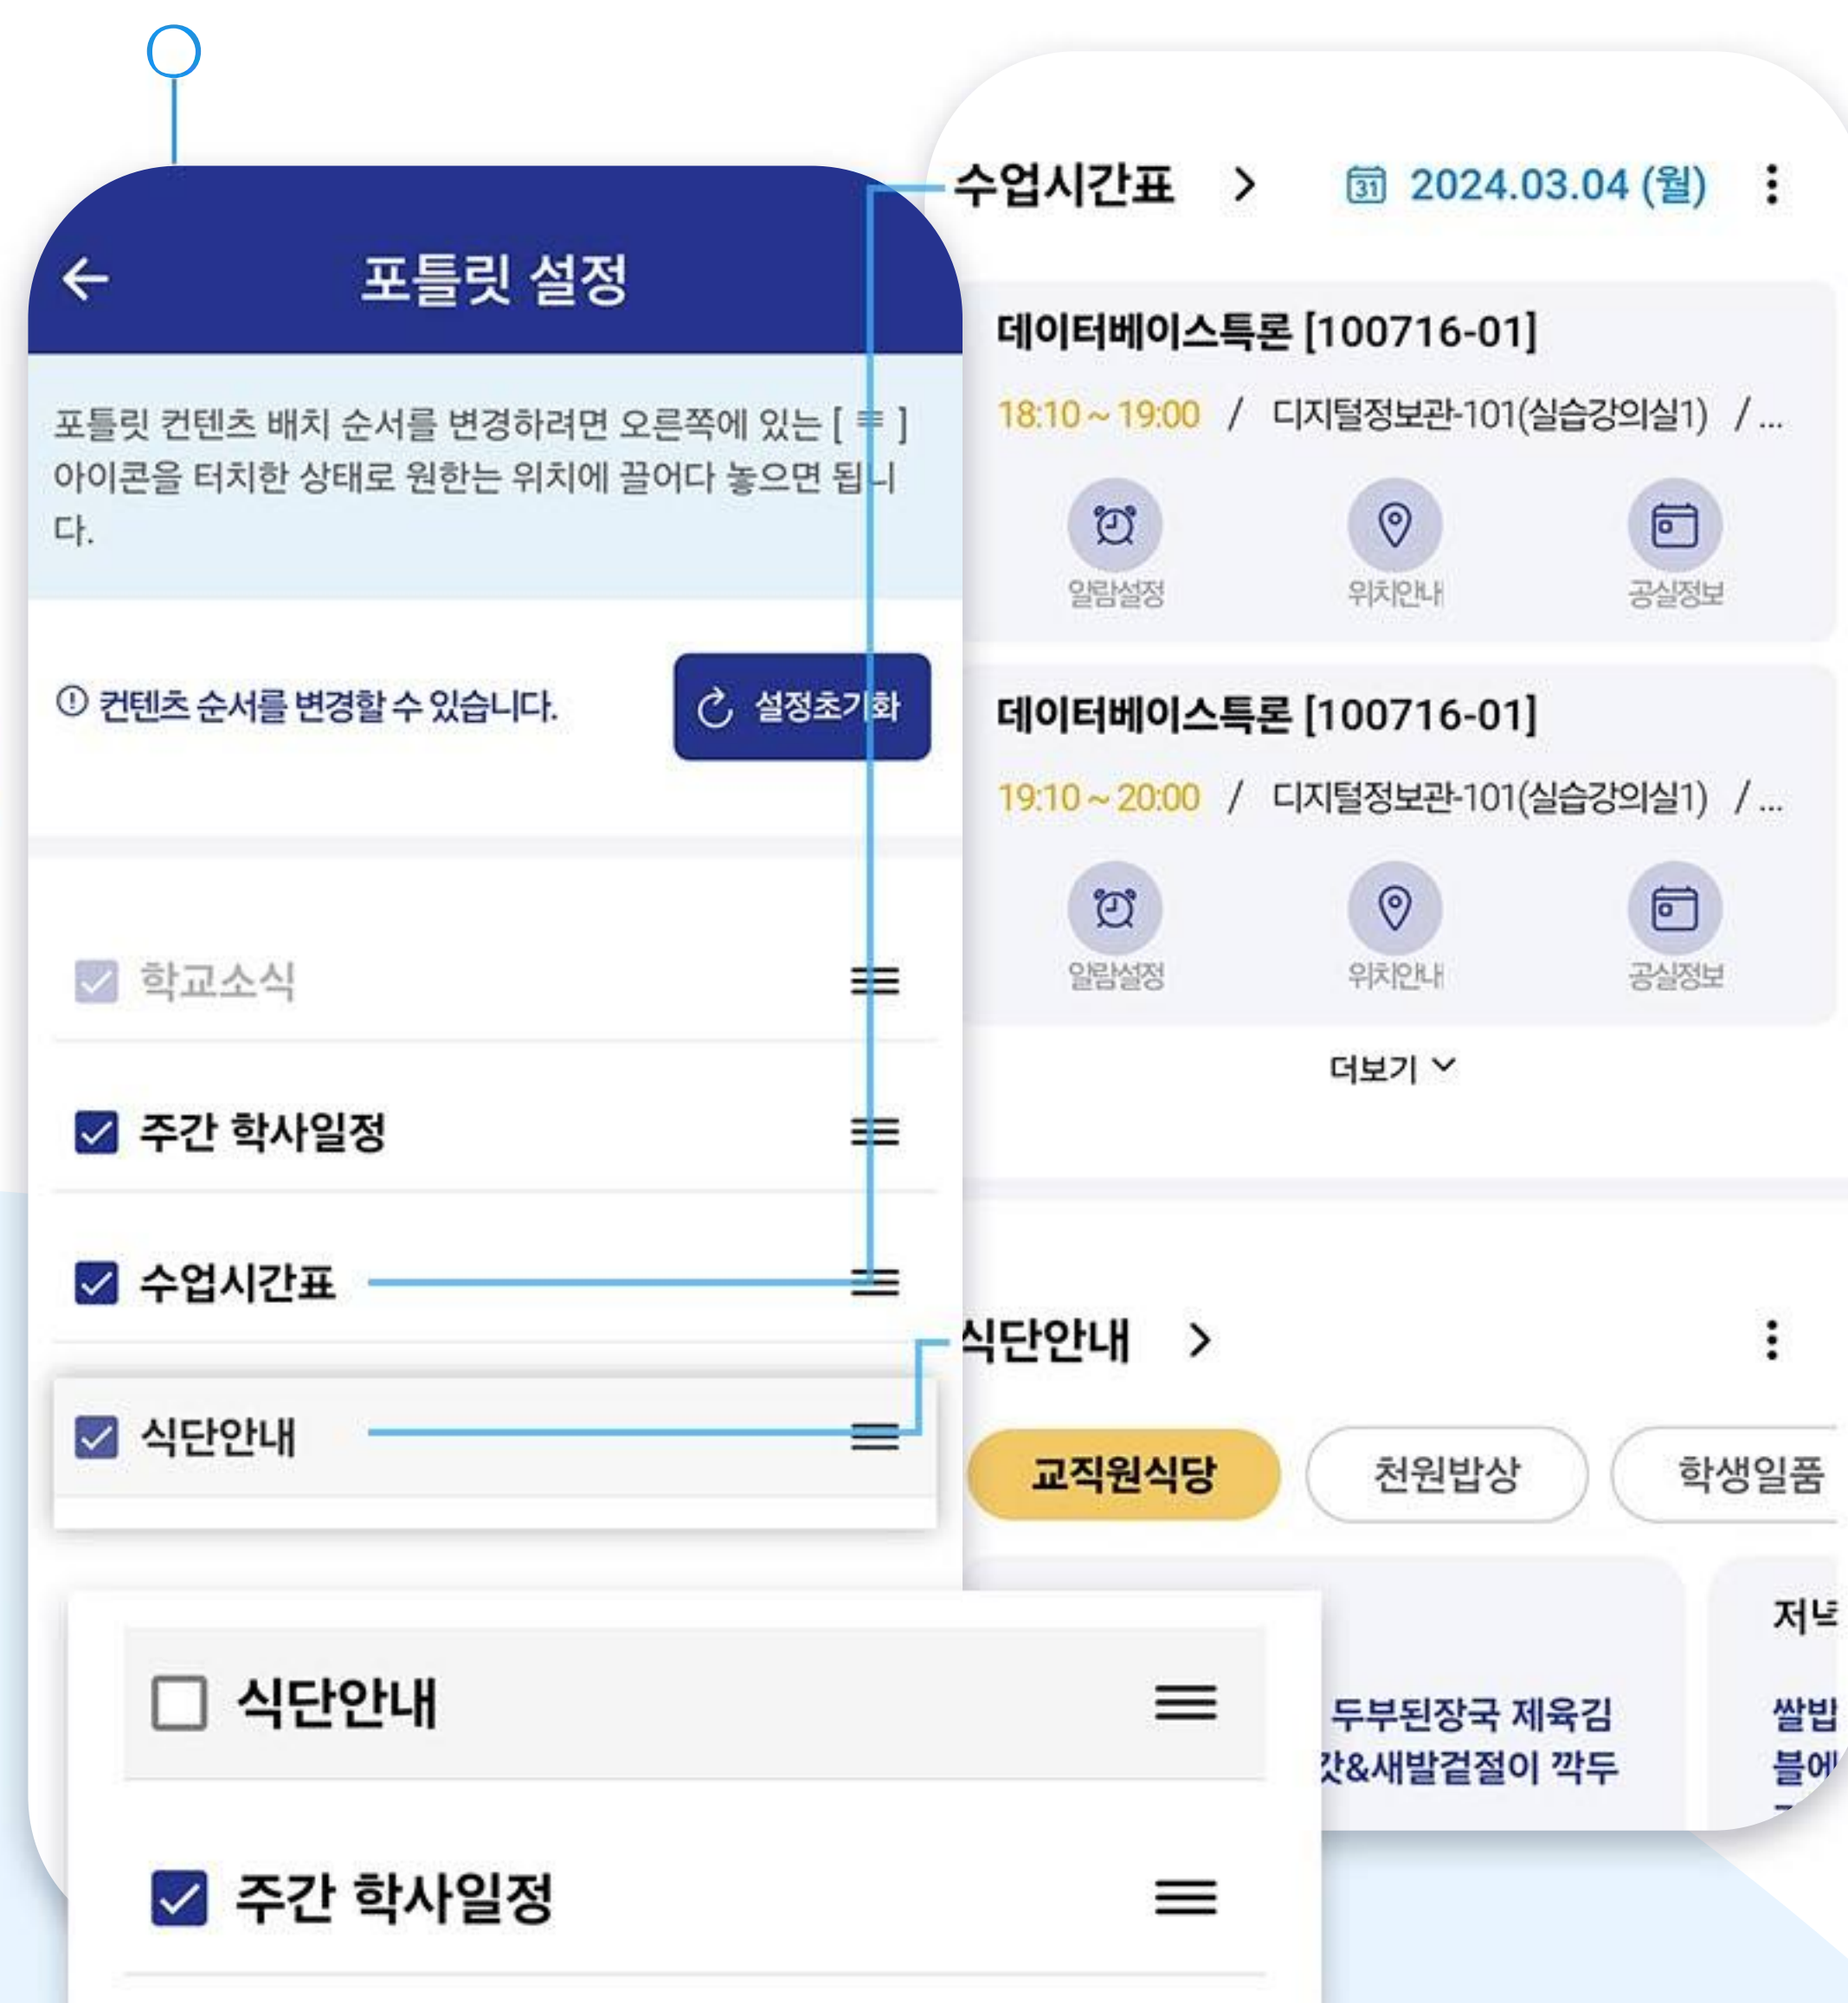 포틀릿 설정
포틀릿 컨텐츠 배치 순서를 변경하려면 오른쪽에 있는 [ ≡ ]
아이콘을 터치한 상태로 원한는 위치에 끌어다 놓으면 됩니
다.
컨텐츠 순서를 변경할 수 있습니다.
설정초기화
학교소식
주간 학사일정
수업시간표
식단안내
식단안내
주간 학사일정
수업시간표
31 2024.03.04 (월)
데이터베이스특론 [100716-01]
18:10 ~ 19:00 / 디지털정보관-101(실습강의실1) / ...
알람설정 위치안내 공실정보
데이터베이스특론 [100716-01]
19:10 ~ 20:00 / 디지털정보관-101(실습강의실1) / ...
알람설정 위치안내 공실정보
더보기
식단안내
교직원식당 천원밥상 학생일품
저녁
두부된장국 제육김
갓&새발겉절이 깍두
쌀밥
블에